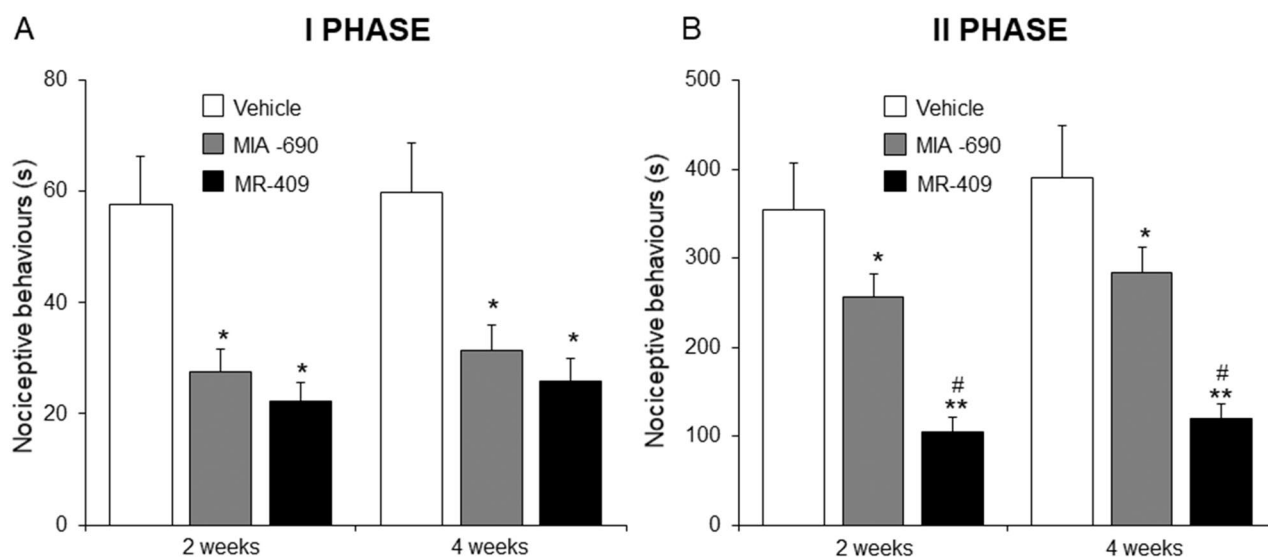 A
I PHASE
Nociceptive behaviours (s)
80
60
40
20
0
Vehicle
MIA -690
MR-409
*
*
*
*
2 weeks
4 weeks
B
II PHASE
Nociceptive behaviours (s)
500
400
300
200
100
0
Vehicle
MIA -690
MR-409
*
#
**
*
#
**
2 weeks
4 weeks